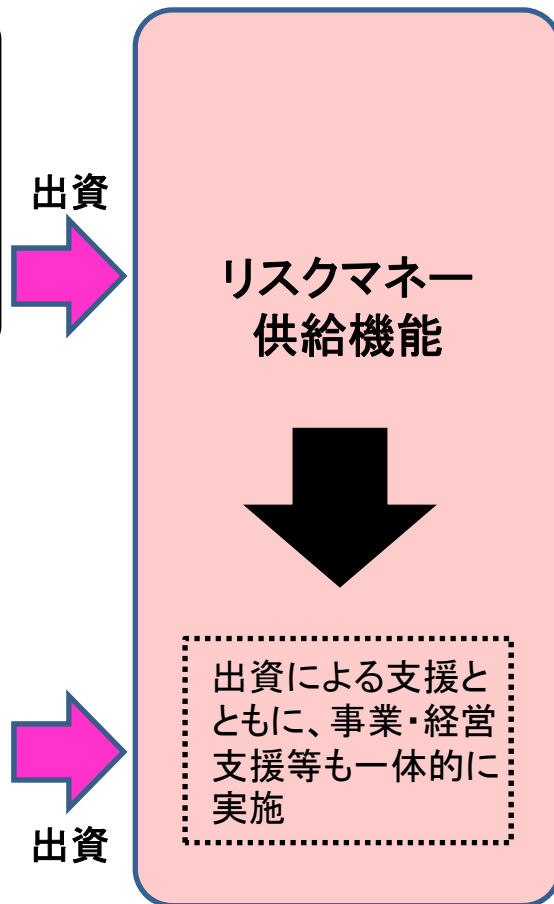 出資
リスクマネー
供給機能
出資による支援と
ともに、事業・経営
支援等も一体的に
実施
出資